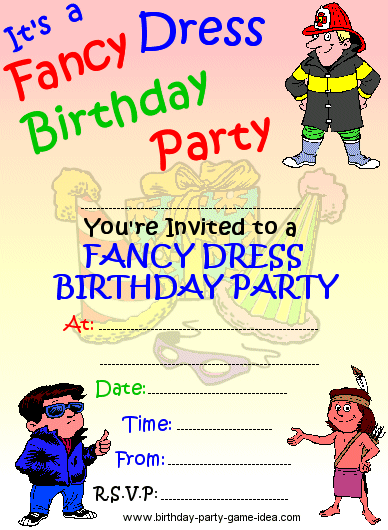 It's a
Fancy Dress
Birthday
Party
You're Invited to a
FANCY DRESS
BIRTHDAY PARTY
At:
Date:
Time:
From:
R.S.V.P:
www.birthday-party-game-idea.com